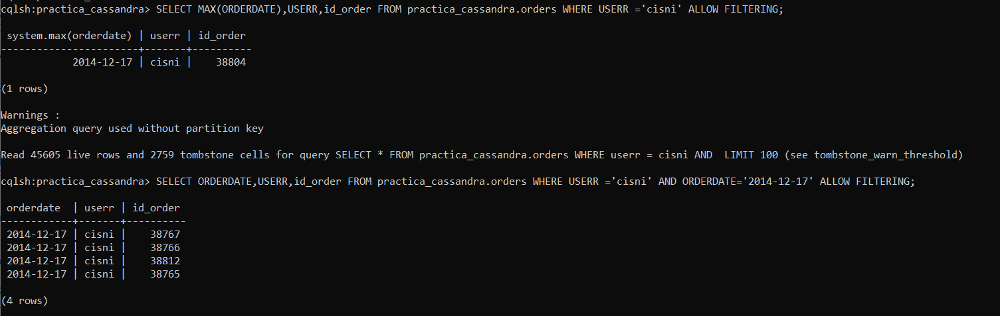 cqlsh:practica_cassandra> SELECT MAX(ORDERDATE),USERR,id_order FROM practica_cassandra.orders WHERE USERR ='cisni' ALLOW FILTERING;
system.max(orderdate) | userr | id_order
-----------------------+-------+----------
2014-12-17 | cisni | 38804
(1 rows)
Warnings :
Aggregation query used without partition key
Read 45605 live rows and 2759 tombstone cells for query SELECT * FROM practica_cassandra.orders WHERE userr = cisni AND  LIMIT 100 (see tombstone_warn_threshold)
cqlsh:practica_cassandra> SELECT ORDERDATE,USERR,id_order FROM practica_cassandra.orders WHERE USERR ='cisni' AND ORDERDATE='2014-12-17' ALLOW FILTERING;
orderdate  | userr | id_order
------------+-------+----------
2014-12-17 | cisni |    38767
2014-12-17 | cisni |    38766
2014-12-17 | cisni |    38812
2014-12-17 | cisni |    38765
(4 rows)